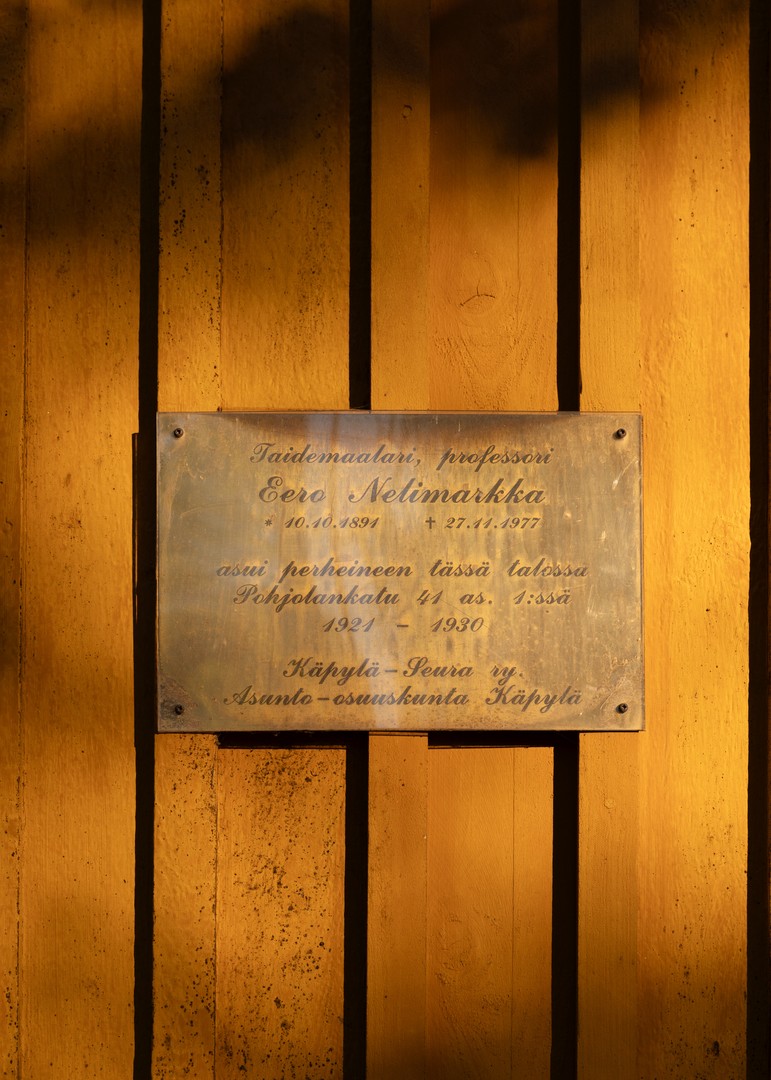 Taidemaalari, professori
Eero Nelimarkka
* 10.10.1891 † 27.11.1977
asui perheineen tässä talossa
Pohjolankatu 41 as. 1:ssä
1921 – 1930
Käpylä-Seura ry.
Asunto-osuuskunta Käpylä